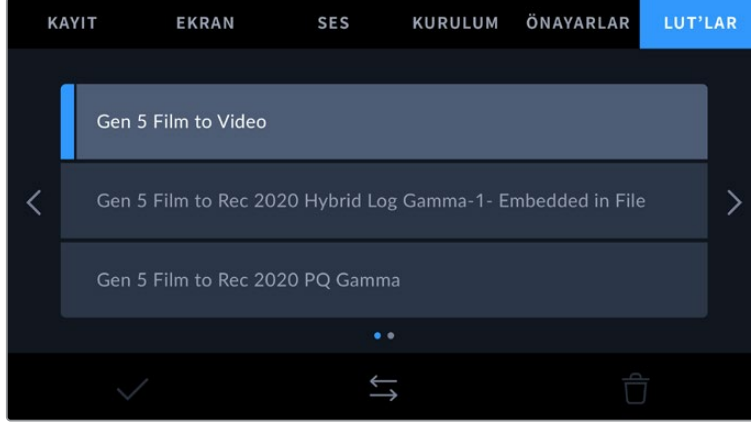 KAYIT EKRAN SES KURULUM ÖNAYARLAR LUT’LAR
Gen 5 Film to Video
Gen 5 Film to Rec 2020 Hybrid Log Gamma-1- Embedded in File
Gen 5 Film to Rec 2020 PQ Gamma